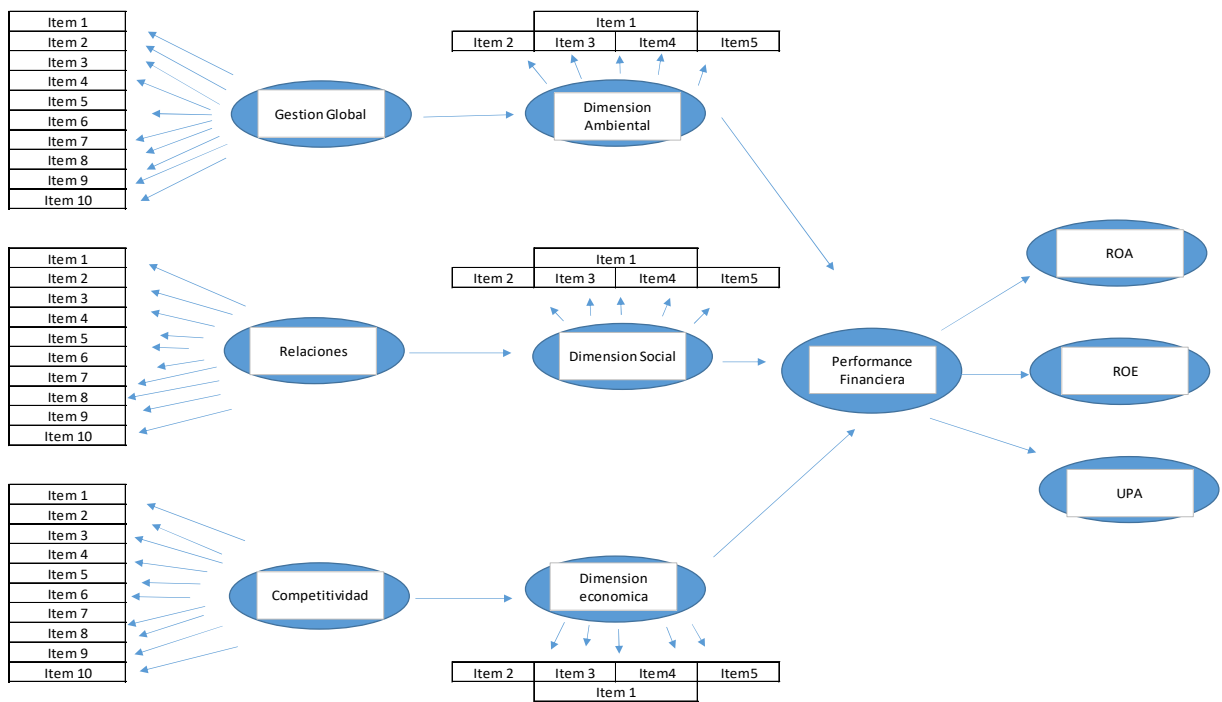 Item 1
Item 2
Item 3
Item 4
Item 5
Item 6
Item 7
Item 8
Item 9
Item 10
Gestion Global
Item 1
Item 2 Item 3 Item4 Item5
Dimension
Ambiental
Item 1
Item 2
Item 3
Item 4
Item 5
Item 6
Item 7
Item 8
Item 9
Item 10
Relaciones
Item 1
Item 2 Item 3 Item4 Item5
Dimension Social
Item 1
Item 2
Item 3
Item 4
Item 5
Item 6
Item 7
Item 8
Item 9
Item 10
Competitividad
Dimension
economica
Item 2 Item 3 Item4 Item5
Item 1
Performance
Financiera
ROA
ROE
UPA